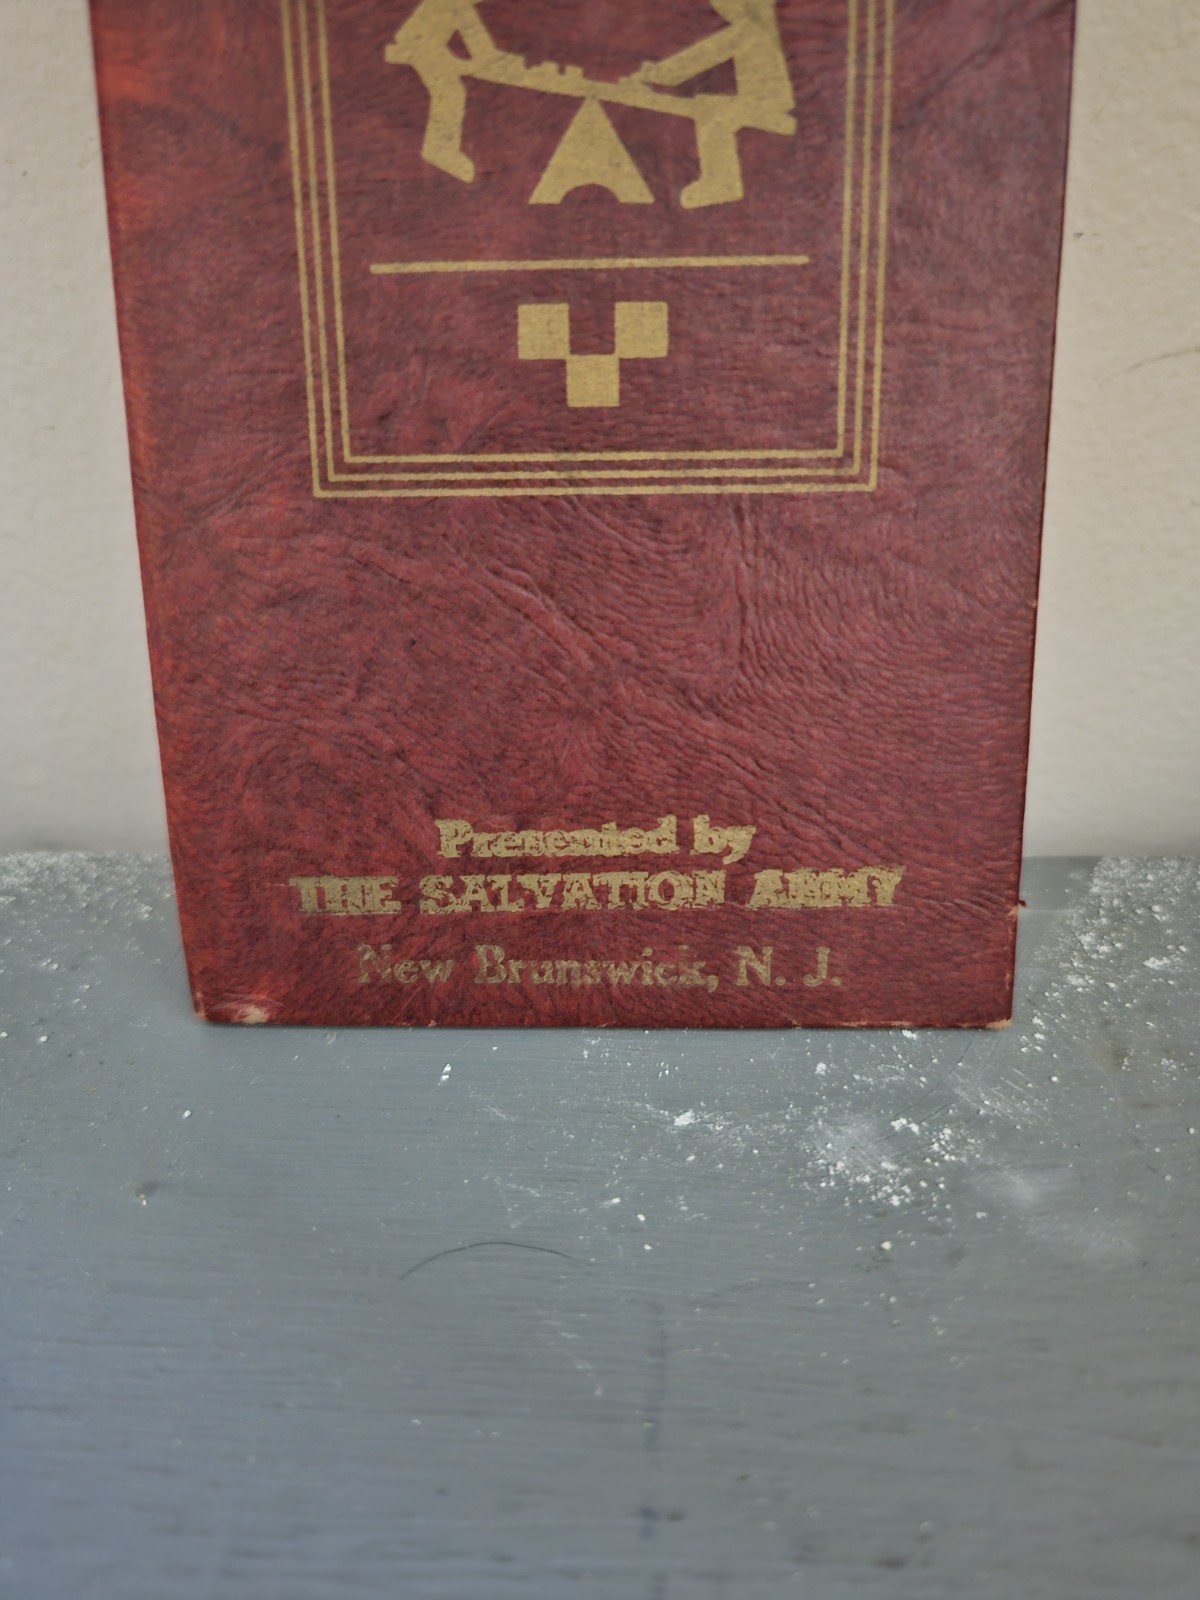 Presented by
THE SALVATION ARMY
New Brunswick, N. J.